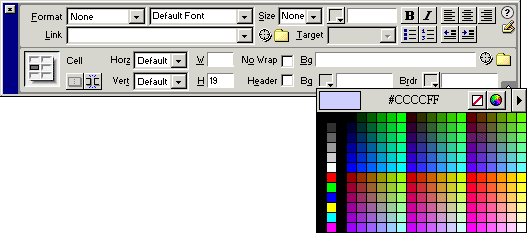 Format None Default Font Size None B I
Link Target
Cell Horz Default W No Wrap Bg
Vert Default H 19 Header Bg Brdr
#CCCCFF